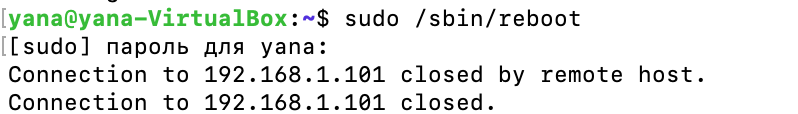 [yana@yana-VirtualBox:~$ sudo /sbin/reboot
[[sudo] пароль для yana:
Connection to 192.168.1.101 closed by remote host.
Connection to 192.168.1.101 closed.